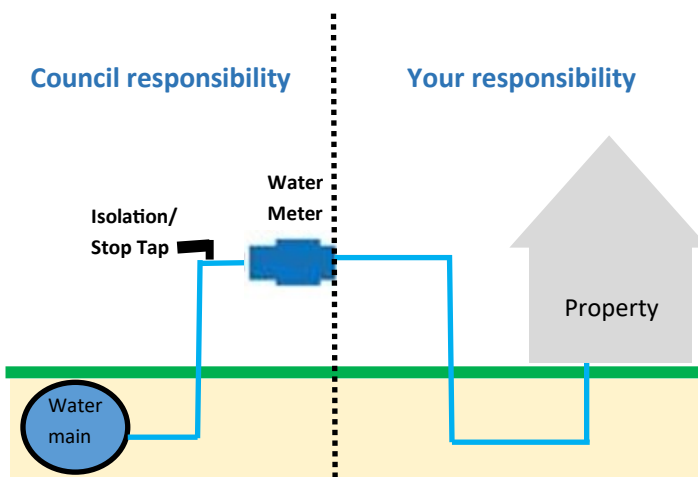 Council responsibility
Your responsibility
Water
Meter
Isolation/
Stop Tap
Property
Water
main